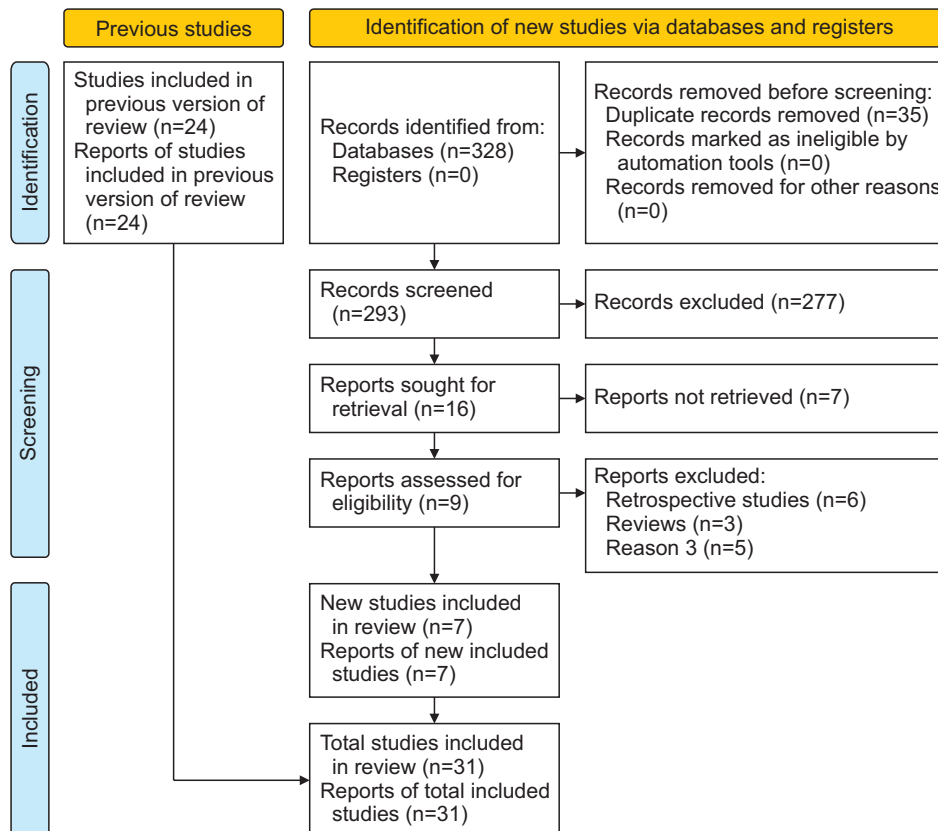 Previous studies
Identification of new studies via databases and registers
Identification
Studies included in
previous version of
review (n=24)
Reports of studies
included in previous
version of review
(n=24)
Records identified from:
Databases (n=328)
Registers (n=0)
Records removed before screening:
Duplicate records removed (n=35)
Records marked as ineligible by
automation tools (n=0)
Records removed for other reasons
(n=0)
Screening
Records screened
(n=293)
Records excluded (n=277)
Reports sought for
retrieval (n=16)
Reports not retrieved (n=7)
Reports assessed for
eligibility (n=9)
Reports excluded:
Retrospective studies (n=6)
Reviews (n=3)
Reason 3 (n=5)
Included
New studies included
in review (n=7)
Reports of new included
studies (n=7)
Total studies included
in review (n=31)
Reports of total included
studies (n=31)